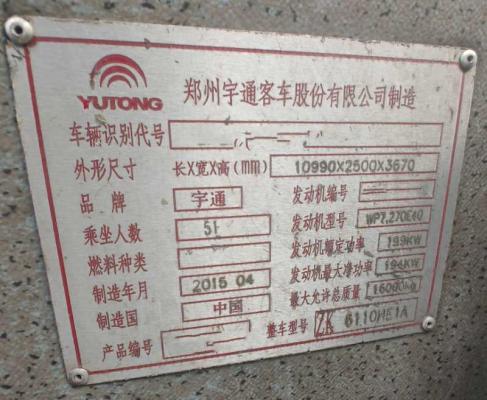 YUTONG
郑州宇通客车股份有限公司制造
车辆识别代号
外形尺寸 长X宽X高(mm) 10990X2500X3670
品牌 宇通 发动机编号
乘坐人数 51 发动机型号 WP7.270E40
燃料种类 发动机额定功率 199KW
制造年月 2015 04 发动机最大净功率 194KW
制造国 中国 最大允许总质量 16000kg
产品编号 整车型号 ZK 6110HE1A